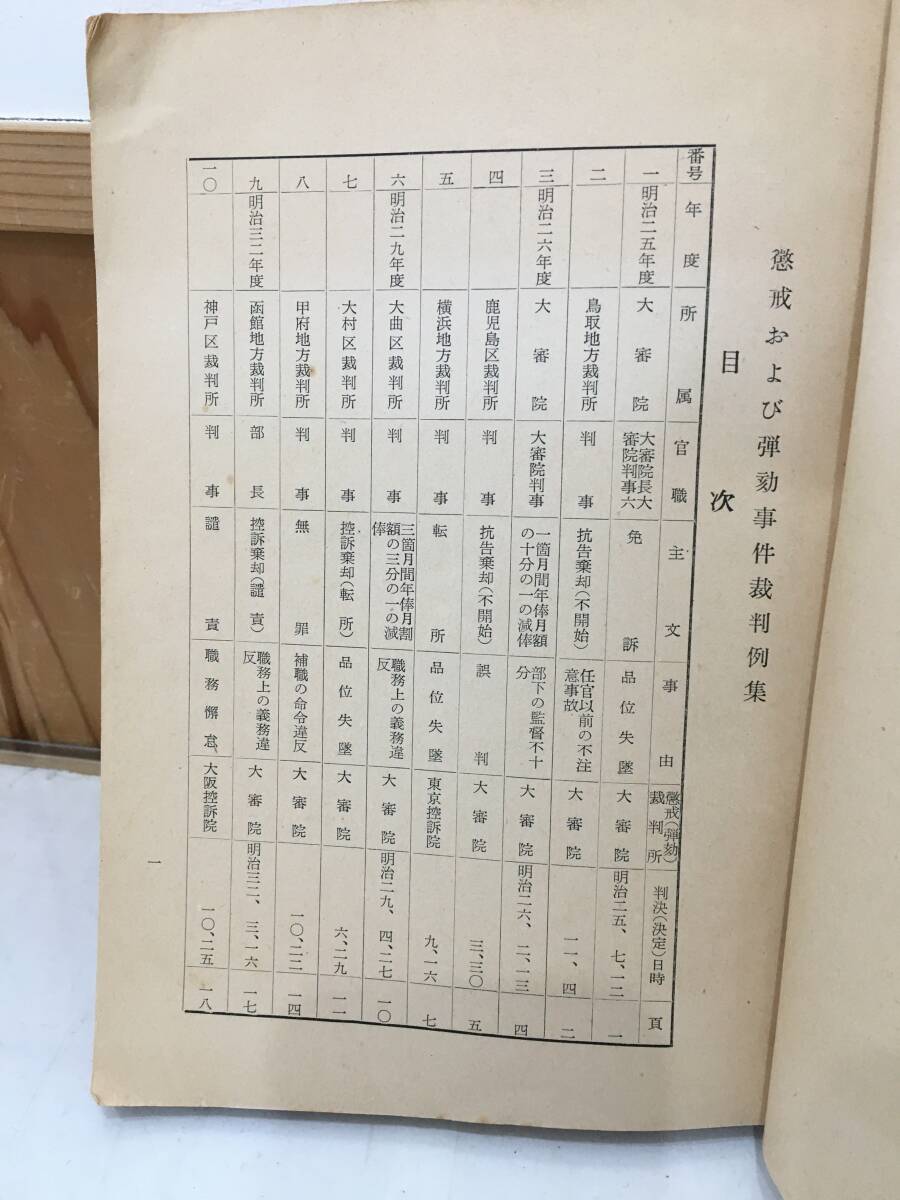 懲戒および弾劾事件裁判例集
目次
番号 年度 所属 官職 主文 事由 懲戒(弾劾)裁判所 判決(決定)日時 頁
一 明治二五年度 大審院 大審院長大審院判事六 免訴 品位失墜 大審院 明治二五、七、一二 一
二 鳥取地方裁判所 判事 抗告棄却(不開始) 任官以前の不注意事故 大審院 一一、四 二
三 明治二六年度 大審院 大審院判事 一箇月間年俸月額の十分の一の減俸 部下の監督不十分 大審院 明治二六、二、一三 四
四 鹿児島区裁判所 判事 抗告棄却(不開始) 誤判 大審院 三、三〇 五
五 横浜地方裁判所 判事 転所 品位失墜 東京控訴院 九、一六 七
六 明治二九年度 大曲区裁判所 判事 三箇月間年俸月割額の三分の一の減俸 職務上の義務違反 大審院 明治二九、四、二七 一〇
七 大村区裁判所 判事 控訴棄却(転所) 品位失墜 大審院 六、二九 一一
八 甲府地方裁判所 判事 無罪 補職の命令違反 大審院 一〇、二二 一四
九 明治三二年度 函館地方裁判所 部長 控訴棄却(譴責) 職務上の義務違反 大審院 明治三二、三、一六 一七
一〇 神戸区裁判所 判事 譴責 職務懈怠 大阪控訴院 一〇、二五 一八
一